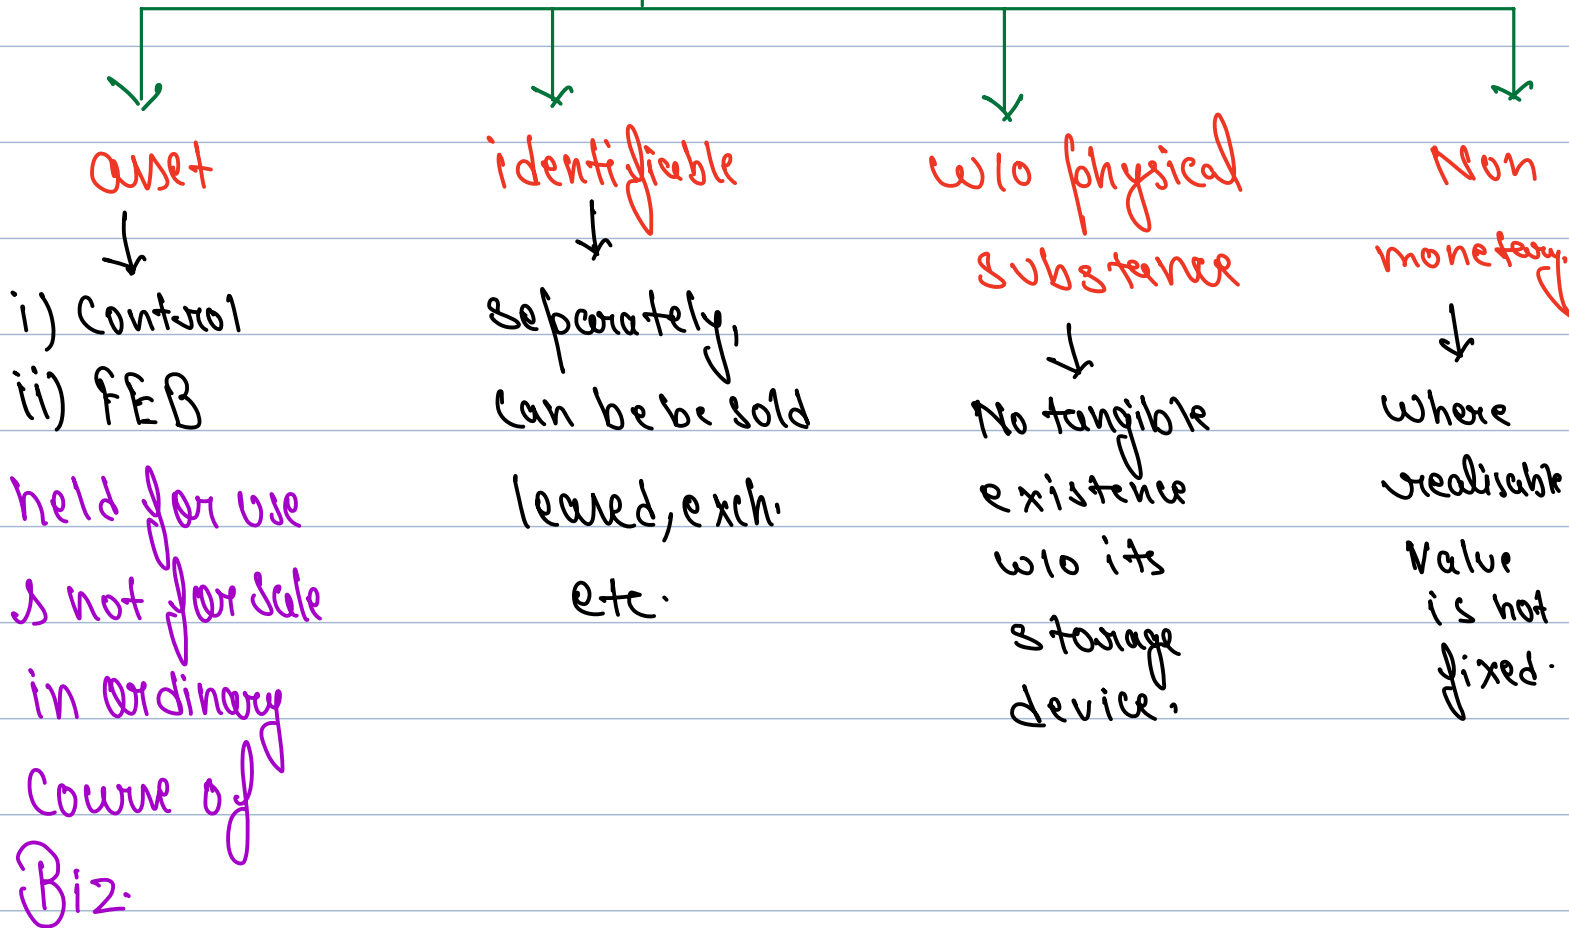 asset
i) Control
ii) FEB
held for use
& not for sale
in ordinary
Course of
Biz.
identifiable
separately,
Can be be sold
leased, exch.
etc.
w/o physical
substance
No tangible
existence
w/o its
storage
device.
Non
monetary.
Where
realisable
Value
is not
fixed.